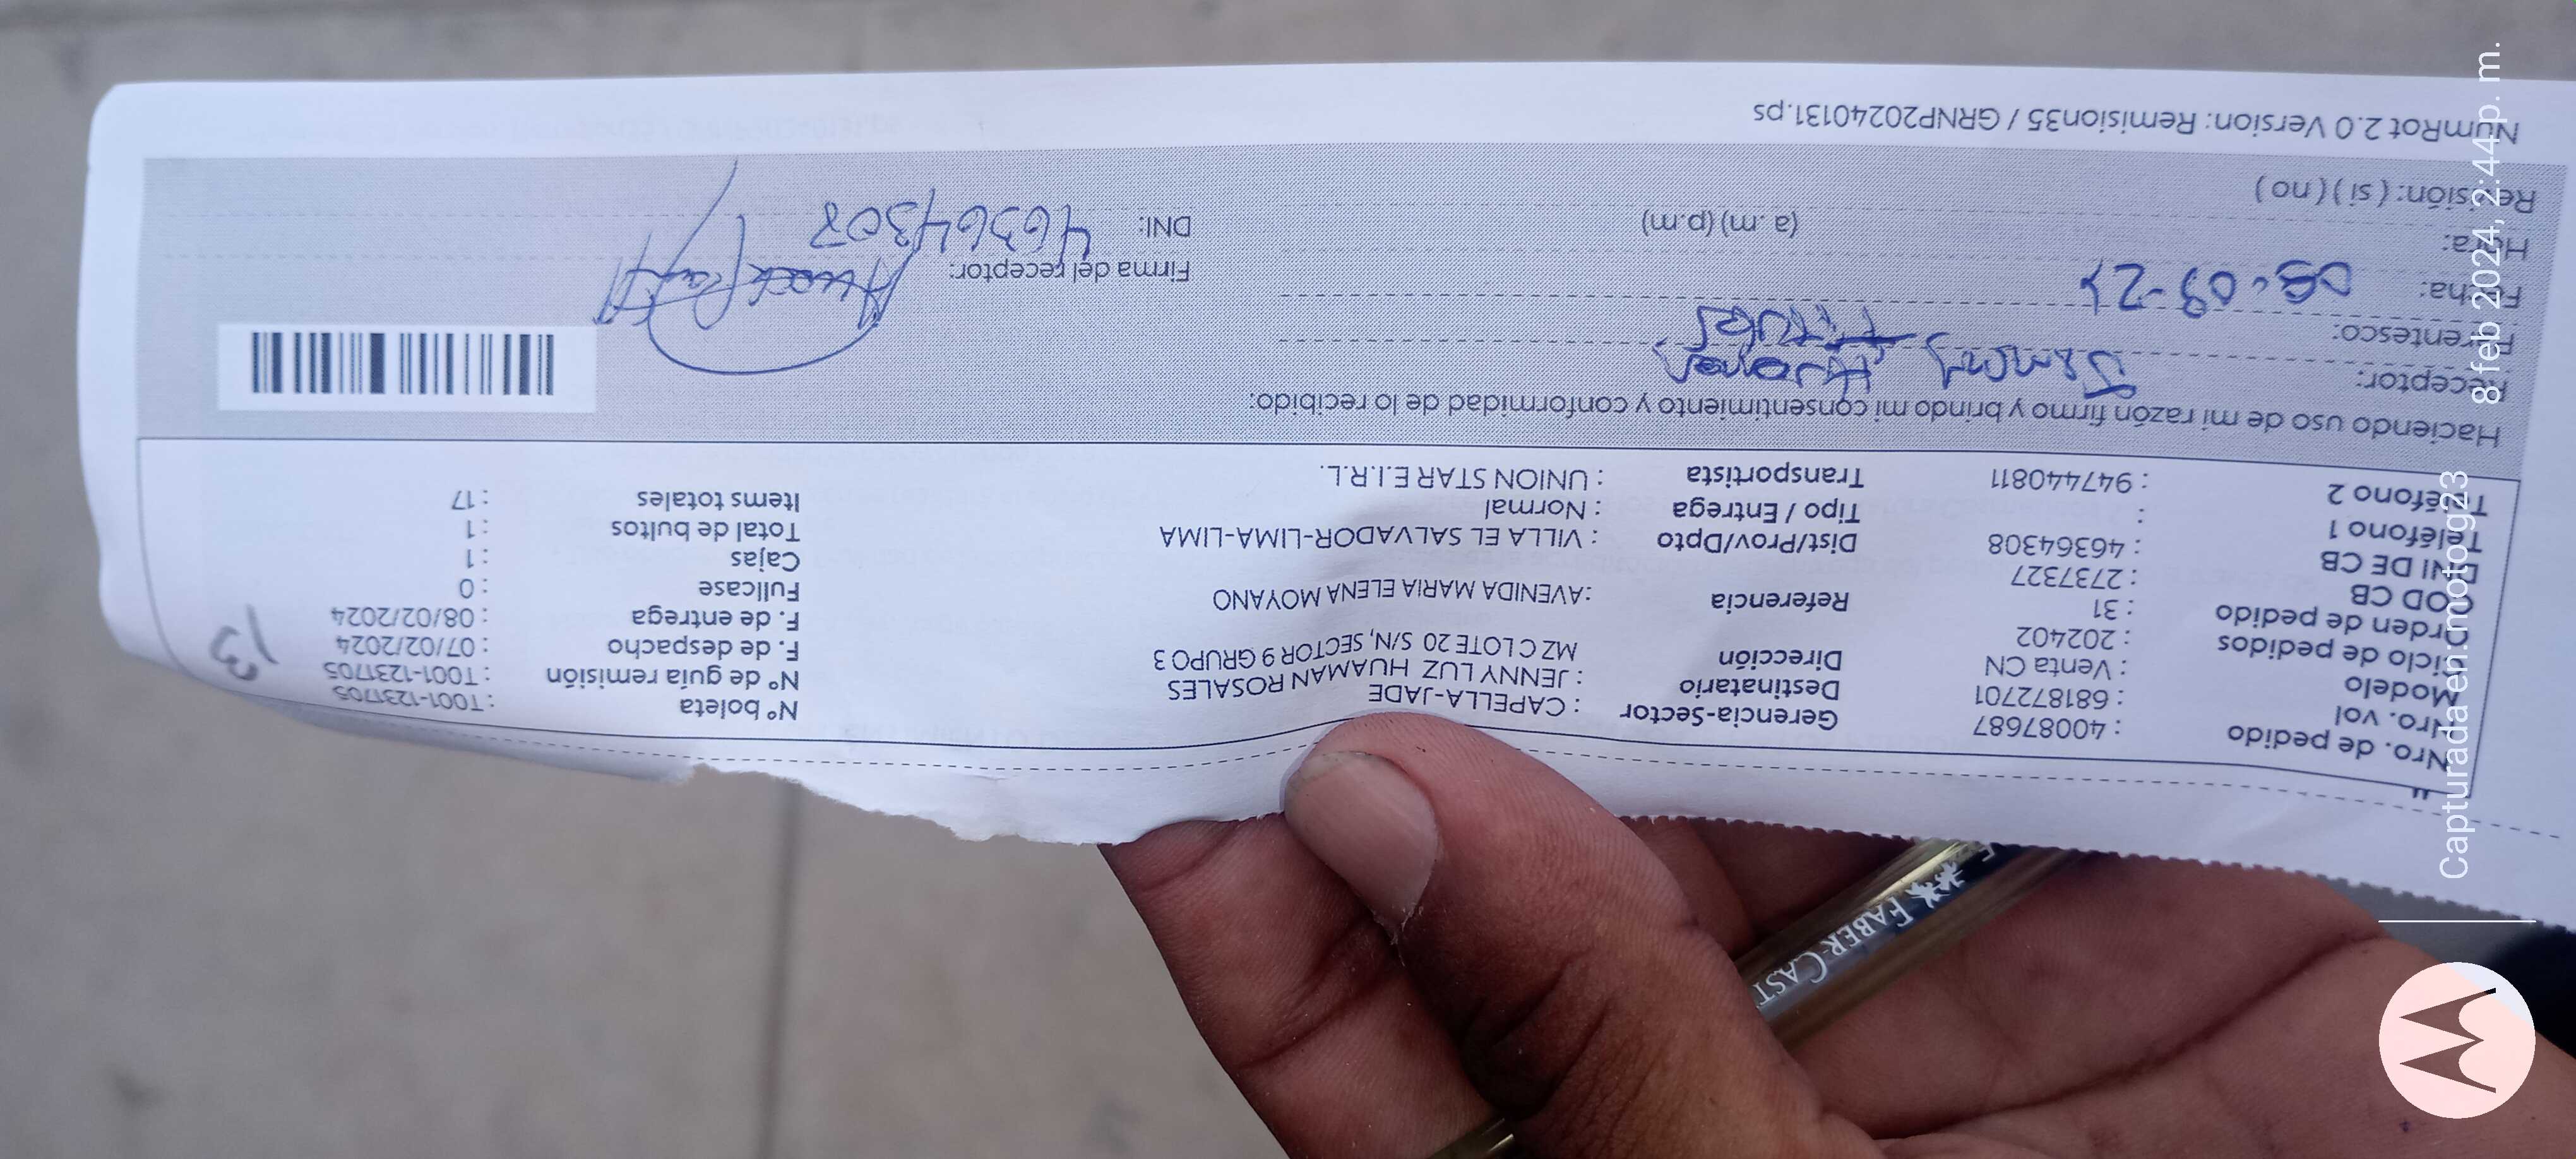 Nro. de pedido : 40087687
Nro. vol : 681872701
Modelo : Venta CN
Ciclo de pedidos : 202402
Orden de pedido : 31
COD CB : 2737327
DNI DE CB : 46364308
Teléfono 1 :
Teléfono 2 : 947440811
Gerencia-Sector : CAPELLA-JADE
Destinatario : JENNY LUZ HUAMAN ROSALES
Dirección MZ C LOTE 20 S/N, SECTOR 9 GRUPO 3
Referencia : AVENIDA MARIA ELENA MOYANO
Dist/Prov/Dpto : VILLA EL SALVADOR-LIMA-LIMA
Tipo / Entrega : Normal
Transportista : UNION STAR E.I.R.L.
N° boleta : T001-1231705
N° de guía remisión : T001-1231705
F. de despacho : 07/02/2024
F. de entrega : 08/02/2024
Fullcase : 0
Cajas : 1
Total de bultos : 1
Items totales : 17
13
Haciendo uso de mi razón firmo y brindo mi consentimiento y conformidad de lo recibido:
Receptor:
Parentesco:
Fecha:
Hora: (a. m) (p.m)
Revisión: ( si ) ( no )
Firma del receptor:
DNI: 46364308
NumRot 2.0 Version: Remision35 / GRNP20240131.ps
Capturada en motog23 8 feb 2024, 2:44 p. m.
FABER-CAST